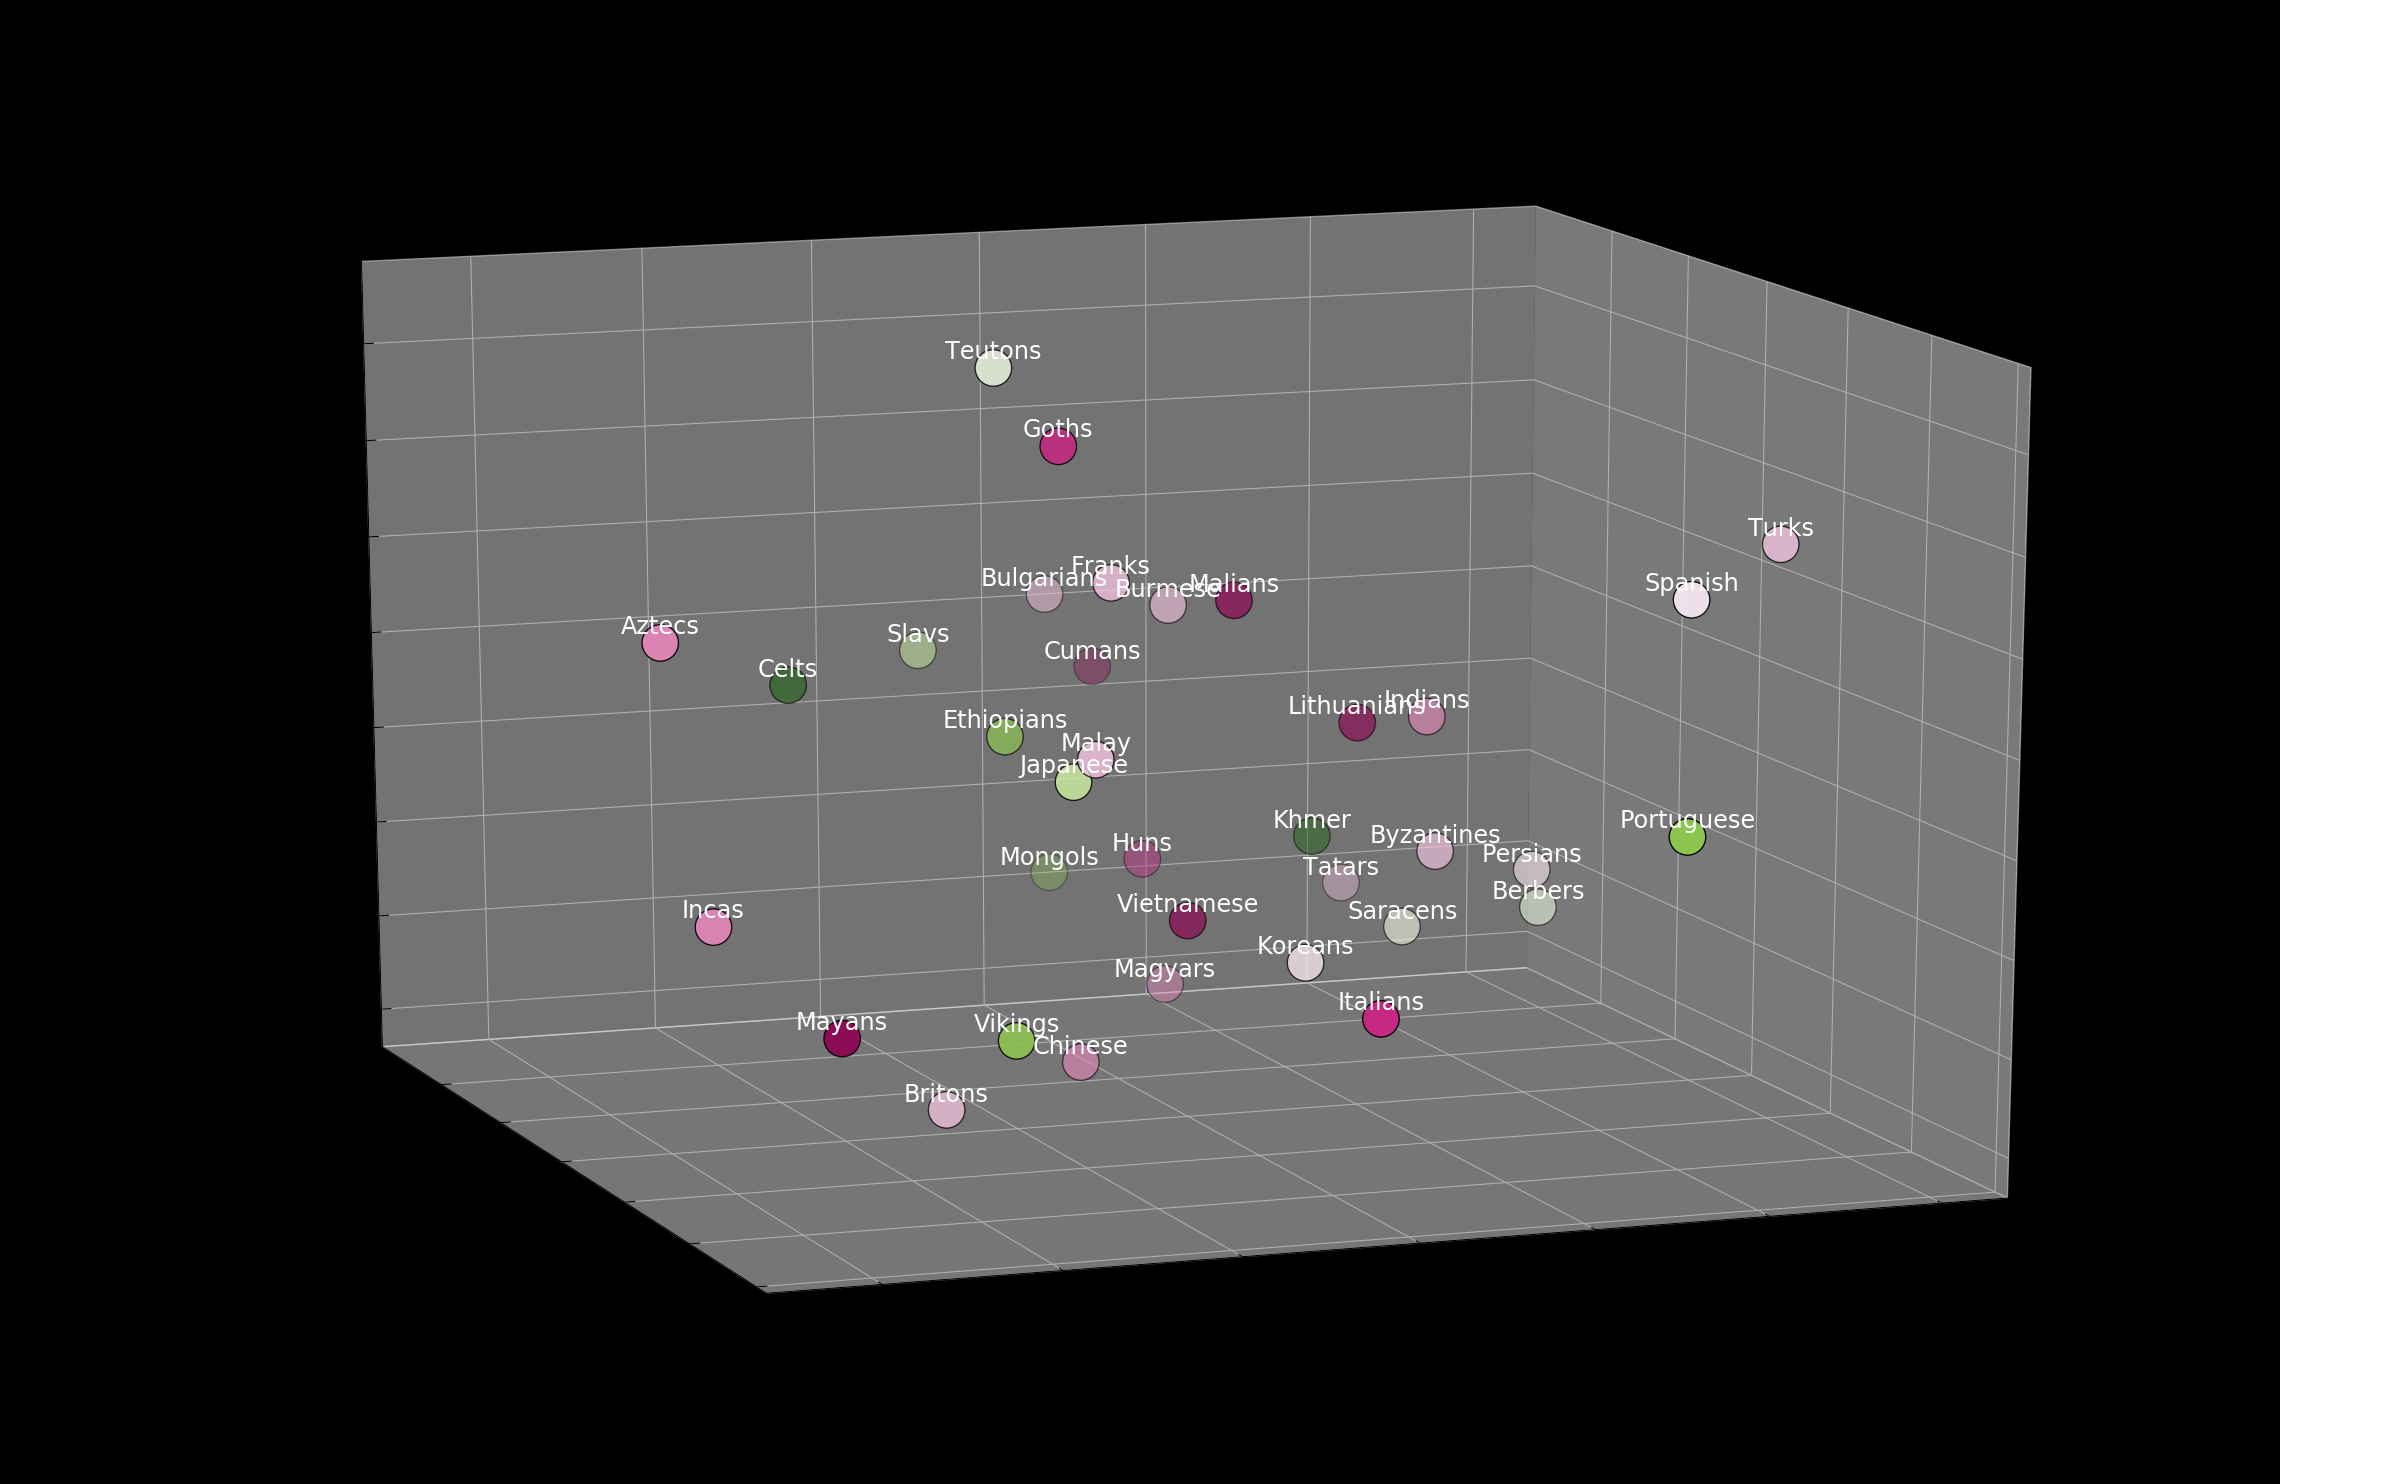 Teutons
Goths
Turks
Franks
Bulgarians
Burmese
Malians
Spanish
Aztecs
Slavs
Cumans
Celts
Lithuanians
Indians
Ethiopians
Malay
Japanese
Khmer
Byzantines
Portuguese
Huns
Mongols
Tatars
Persians
Berbers
Incas
Vietnamese
Saracens
Koreans
Magyars
Italians
Mayans
Vikings
Chinese
Britons